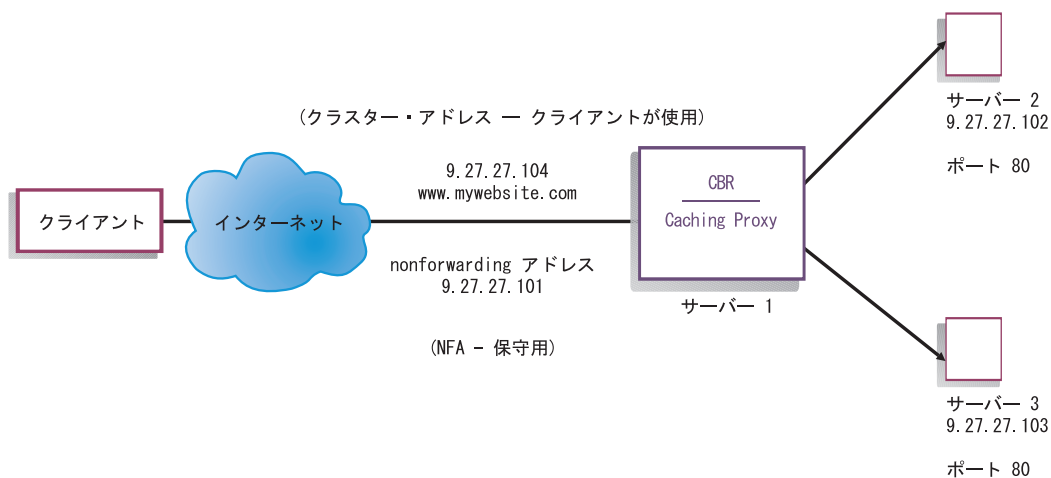 (クラスター・アドレス ー クライアントが使用)
9.27.27.104
www.mywebsite.com
クライアント
インターネット
nonforwarding アドレス
9.27.27.101
(NFA - 保守用)
CBR
Caching Proxy
サーバー 1
サーバー 2
9.27.27.102
ポート 80
サーバー 3
9.27.27.103
ポート 80